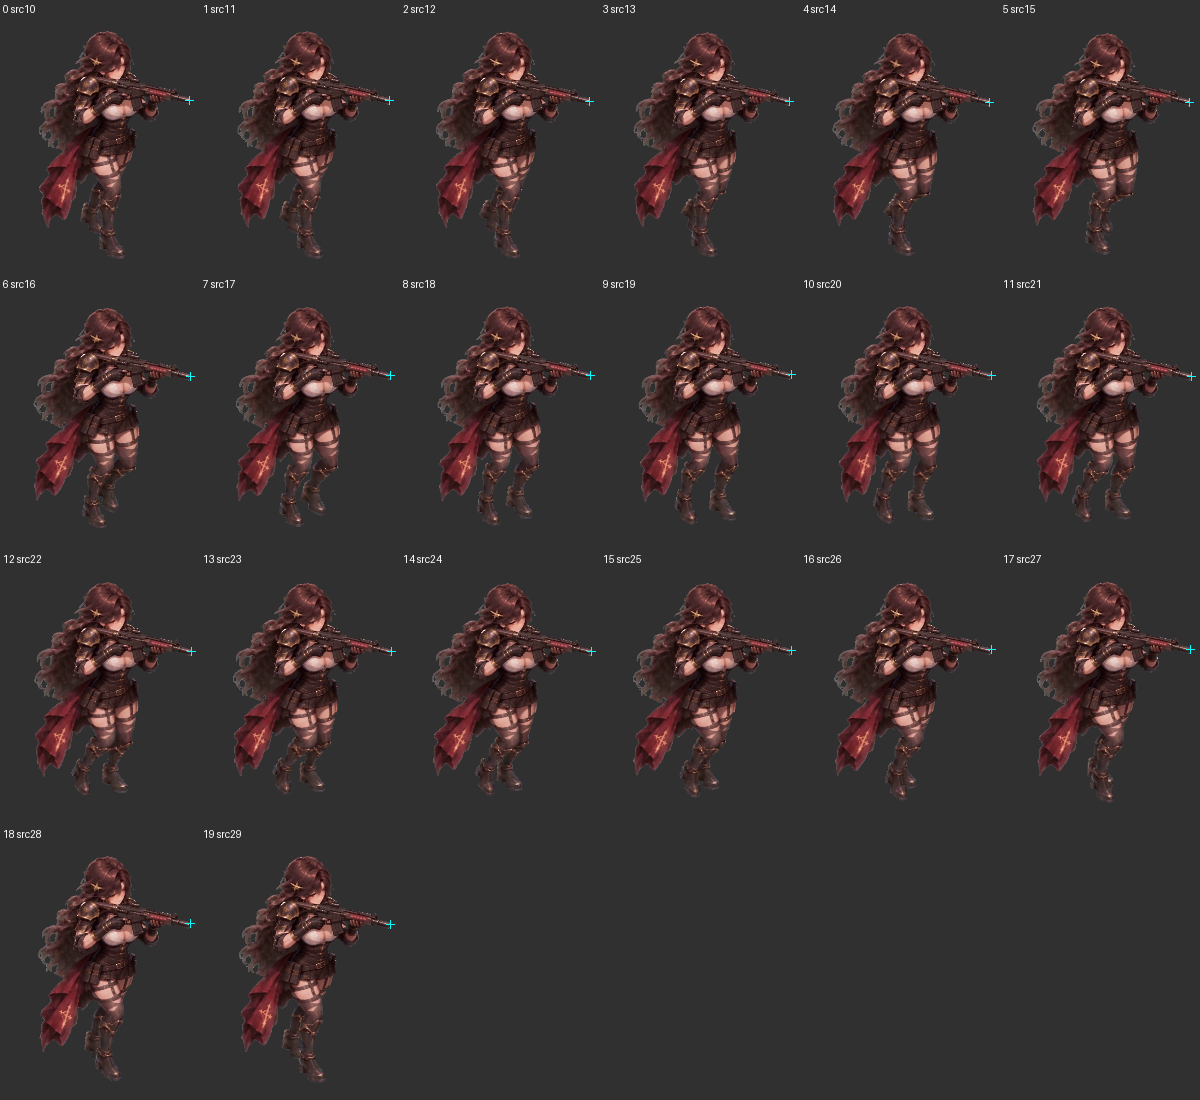 0 src10
1 src11
2 src12
3 src13
4 src14
5 src15
6 src16
7 src17
8 src18
9 src19
10 src20
11 src21
12 src22
13 src23
14 src24
15 src25
16 src26
17 src27
18 src28
19 src29